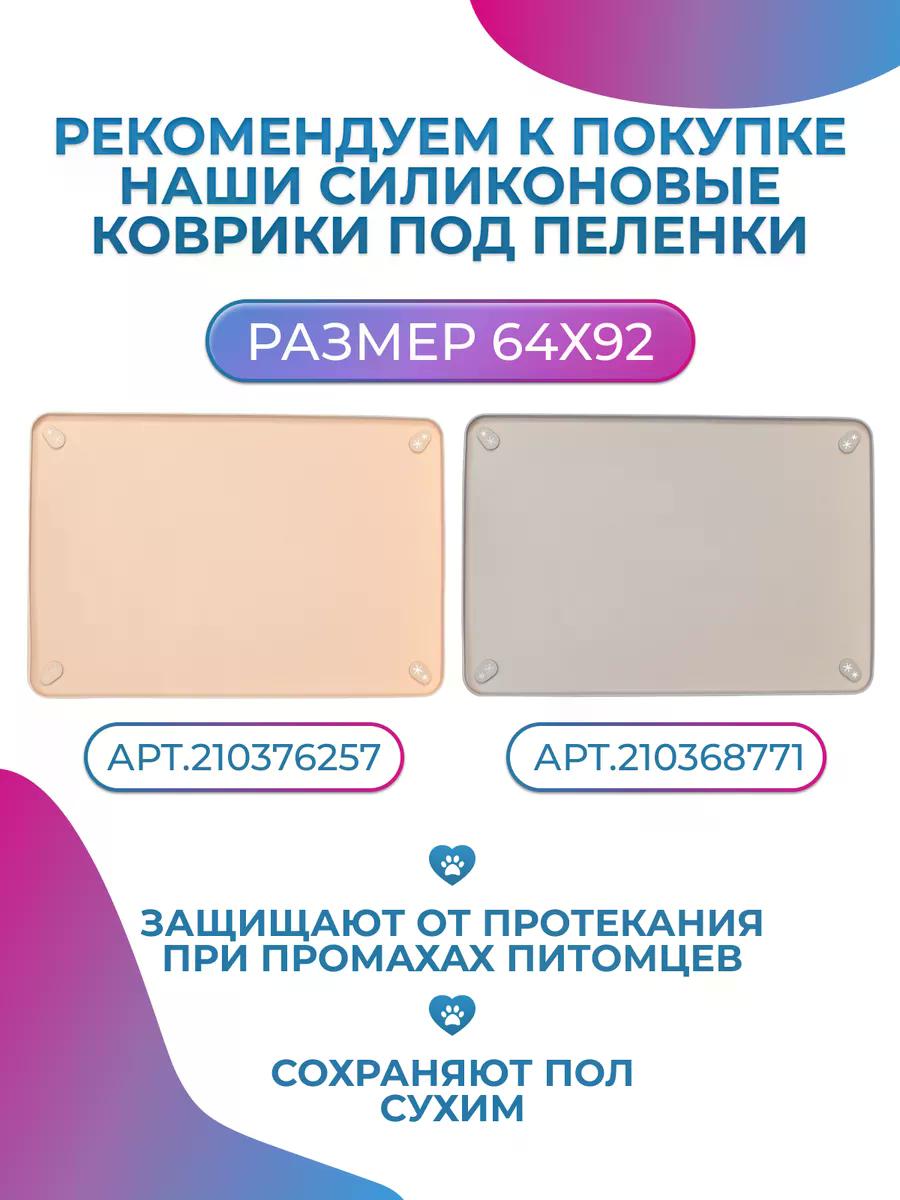 РЕКОМЕНДУЕМ К ПОКУПКЕ
НАШИ СИЛИКОНОВЫЕ
КОВРИКИ ПОД ПЕЛЕНКИ
РАЗМЕР 64Х92
АРТ.210376257
АРТ.210368771
ЗАЩИЩАЮТ ОТ ПРОТЕКАНИЯ
ПРИ ПРОМАХАХ ПИТОМЦЕВ
СОХРАНЯЮТ ПОЛ
СУХИМ